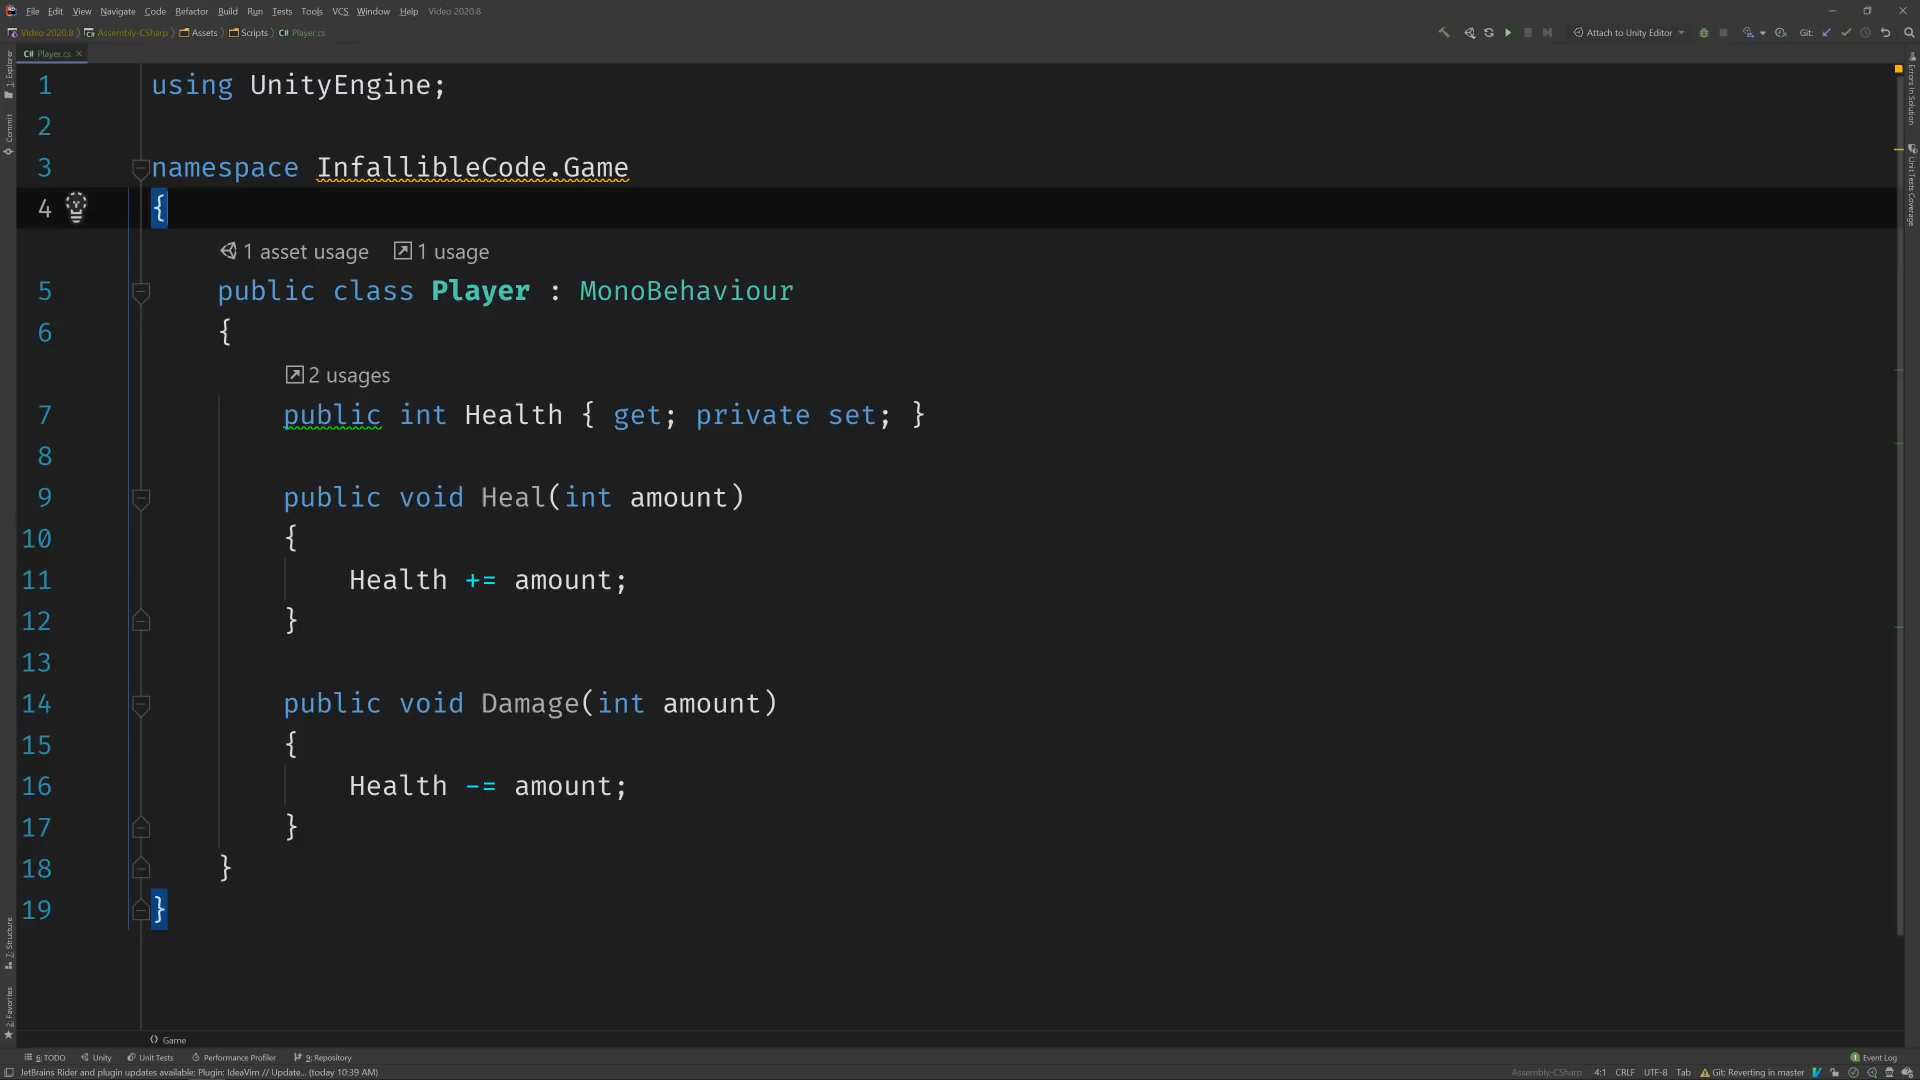 File Edit View Navigate Code Refactor Build Run Tests Tools VCS Window Help Video 2020.8
Video 2020.8 Assembly-CSharp Assets Scripts C# Player.cs Attach to Unity Editor Git:
C# Player.cs
1: Explorer
Commit
7: Structure
2: Favorites
Errors In Solution
Unit Tests Coverage
1 using UnityEngine;
2
3 namespace InfallibleCode.Game
4 {
1 asset usage 1 usage
5 public class Player : MonoBehaviour
6 {
2 usages
7 public int Health { get; private set; }
8
9 public void Heal(int amount)
10 {
11 Health += amount;
12 }
13
14 public void Damage(int amount)
15 {
16 Health -= amount;
17 }
18 }
19 }
Game
6: TODO Unity Unit Tests Performance Profiler 9: Repository 1 Event Log
JetBrains Rider and plugin updates available: Plugin: IdeaVim // Update... (today 10:39 AM) Assembly-CSharp 4:1 CRLF UTF-8 Tab Git: Reverting in master